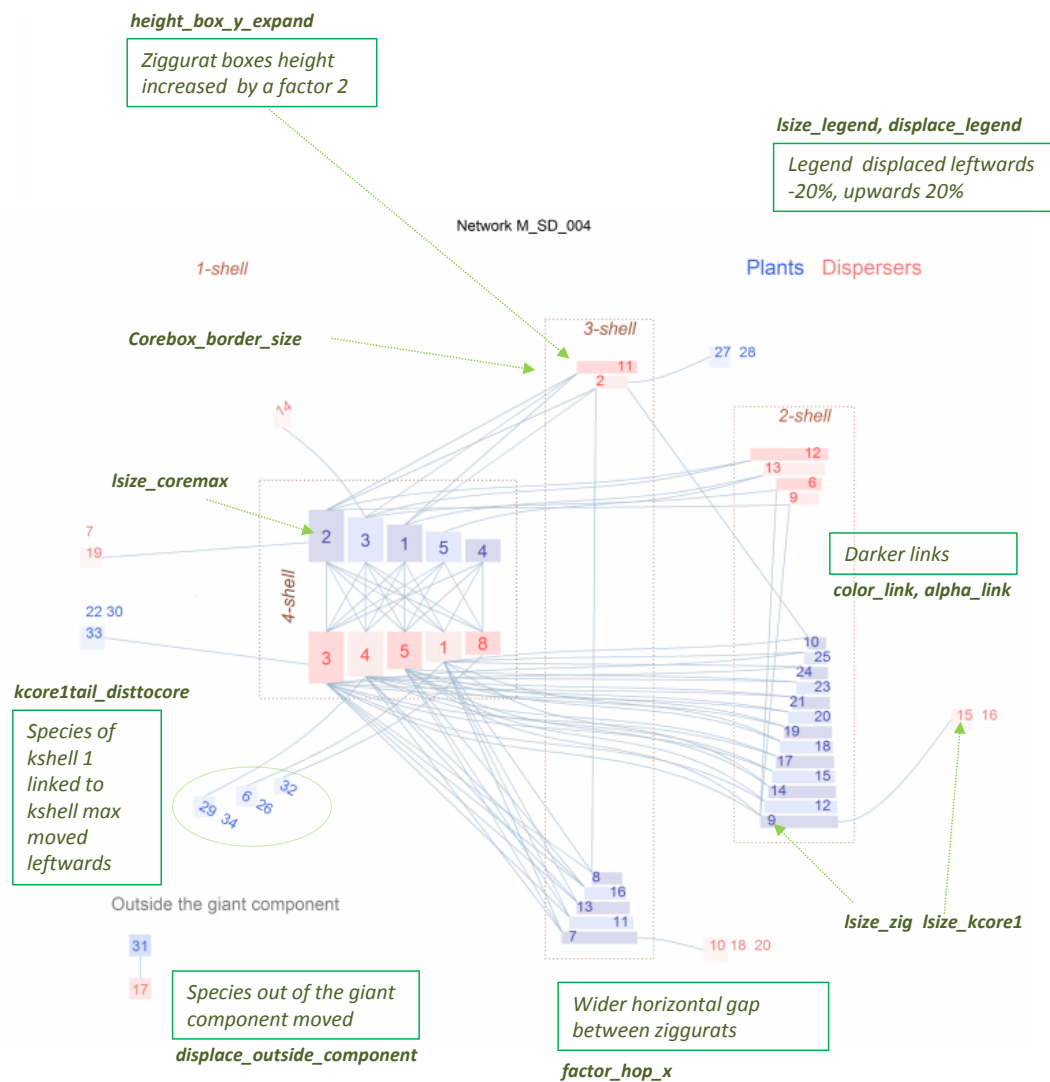 height_box_y_expand
Ziggurat boxes height
increased by a factor 2
lsize_legend, displace_legend
Legend displaced leftwards
-20%, upwards 20%
Network M_SD_004
1-shell
Plants Dispersers
Corebox_border_size
3-shell
27 28
11
2
14
2-shell
12
13
6
9
lsize_coremax
7
19
2 3 1 5 4
4-shell
Darker links
color_link, alpha_link
22 30
33
3 4 5 1 8
10
25
24
23
21
20
19
18
17
15
14
12
9
15 16
kcore1tail_disttocore
Species of
kshell 1
linked to
kshell max
moved
leftwards
29 34 6 26 32
8
16
13
11
7
10 18 20
lsize_zig lsize_kcore1
Outside the giant component
31
17
Species out of the giant
component moved
displace_outside_component
Wider horizontal gap
between ziggurats
factor_hop_x